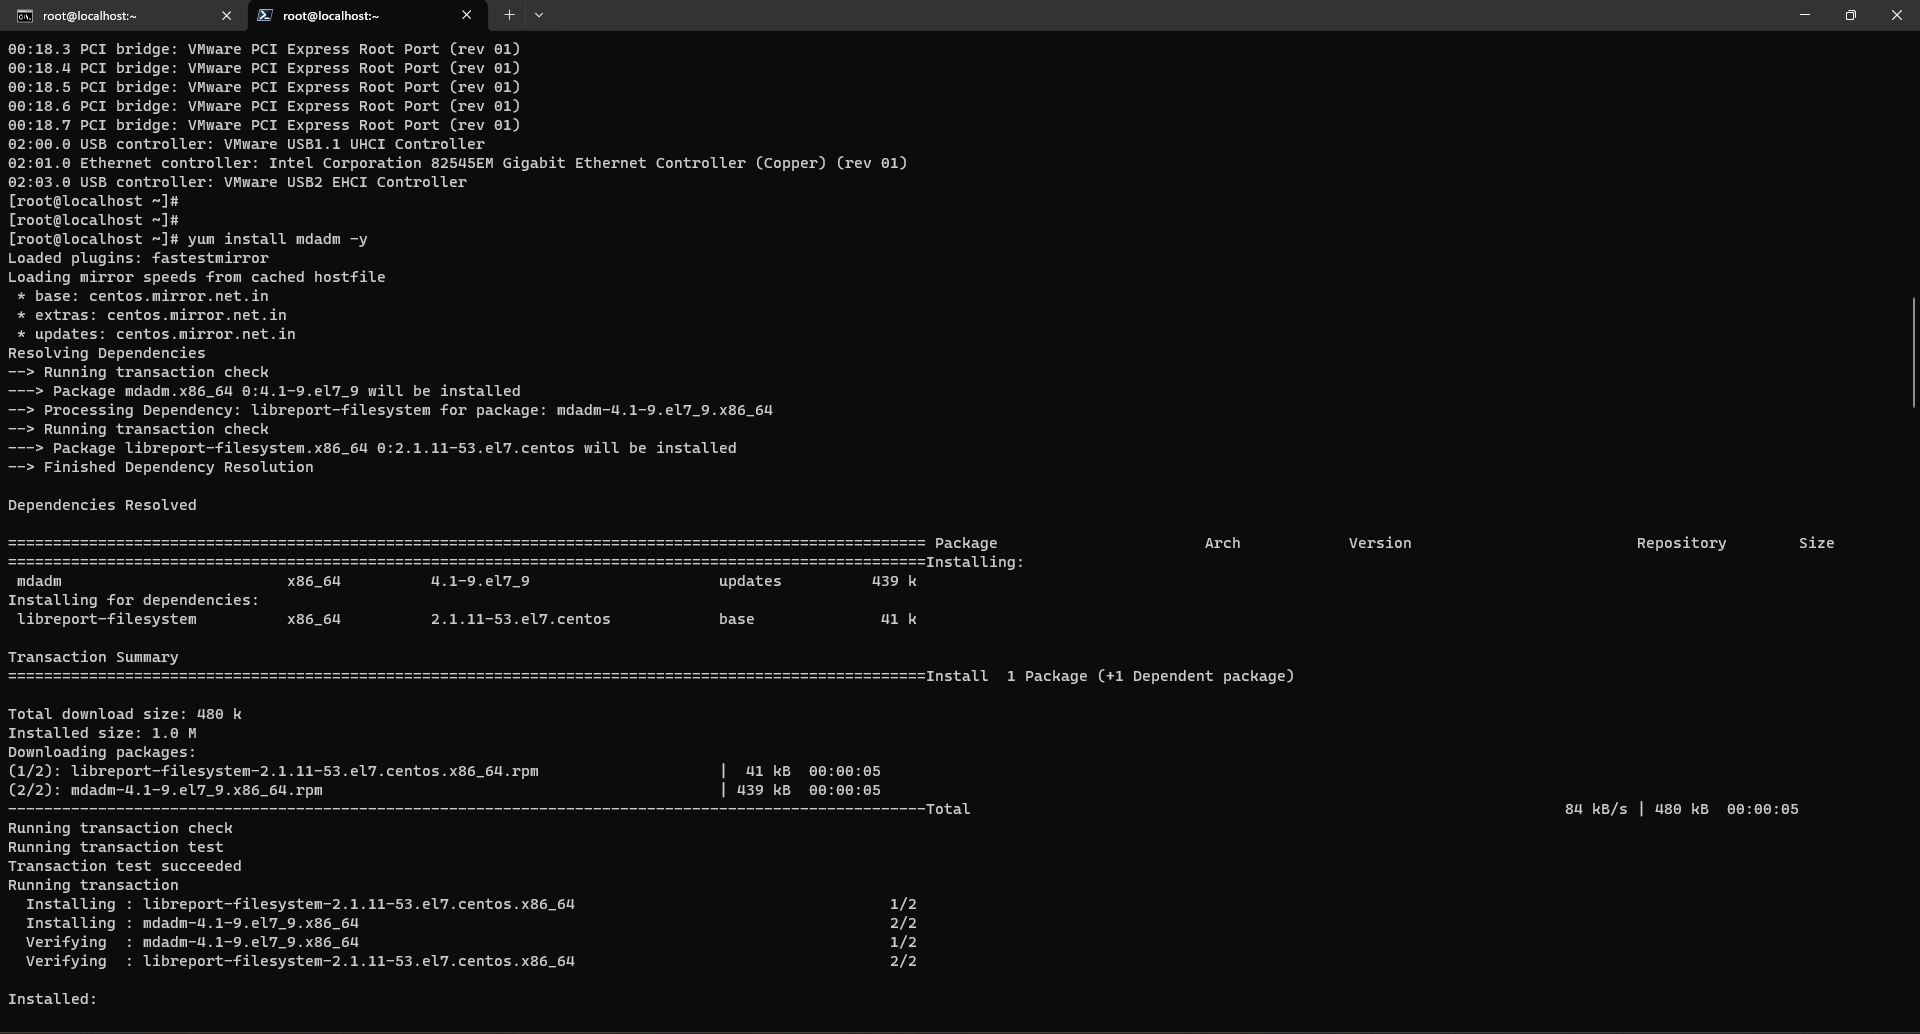 root@localhost:~
root@localhost:~
00:18.3 PCI bridge: VMware PCI Express Root Port (rev 01)
00:18.4 PCI bridge: VMware PCI Express Root Port (rev 01)
00:18.5 PCI bridge: VMware PCI Express Root Port (rev 01)
00:18.6 PCI bridge: VMware PCI Express Root Port (rev 01)
00:18.7 PCI bridge: VMware PCI Express Root Port (rev 01)
02:00.0 USB controller: VMware USB1.1 UHCI Controller
02:01.0 Ethernet controller: Intel Corporation 82545EM Gigabit Ethernet Controller (Copper) (rev 01)
02:03.0 USB controller: VMware USB2 EHCI Controller
[root@localhost ~]#
[root@localhost ~]#
[root@localhost ~]# yum install mdadm -y
Loaded plugins: fastestmirror
Loading mirror speeds from cached hostfile
 * base: centos.mirror.net.in
 * extras: centos.mirror.net.in
 * updates: centos.mirror.net.in
Resolving Dependencies
--> Running transaction check
---> Package mdadm.x86_64 0:4.1-9.el7_9 will be installed
--> Processing Dependency: libreport-filesystem for package: mdadm-4.1-9.el7_9.x86_64
--> Running transaction check
---> Package libreport-filesystem.x86_64 0:2.1.11-53.el7.centos will be installed
--> Finished Dependency Resolution
Dependencies Resolved
====================================================================================================== Package                       Arch            Version                         Repository        Size
======================================================================================================Installing:
 mdadm                         x86_64          4.1-9.el7_9                     updates          439 k
Installing for dependencies:
 libreport-filesystem          x86_64          2.1.11-53.el7.centos            base              41 k
Transaction Summary
======================================================================================================Install  1 Package (+1 Dependent package)
Total download size: 480 k
Installed size: 1.0 M
Downloading packages:
(1/2): libreport-filesystem-2.1.11-53.el7.centos.x86_64.rpm                    |  41 kB  00:00:05
(2/2): mdadm-4.1-9.el7_9.x86_64.rpm                                            | 439 kB  00:00:05
------------------------------------------------------------------------------------------------------Total                                                                  84 kB/s | 480 kB  00:00:05
Running transaction check
Running transaction test
Transaction test succeeded
Running transaction
  Installing : libreport-filesystem-2.1.11-53.el7.centos.x86_64                                   1/2
  Installing : mdadm-4.1-9.el7_9.x86_64                                                           2/2
  Verifying  : mdadm-4.1-9.el7_9.x86_64                                                           1/2
  Verifying  : libreport-filesystem-2.1.11-53.el7.centos.x86_64                                   2/2
Installed: